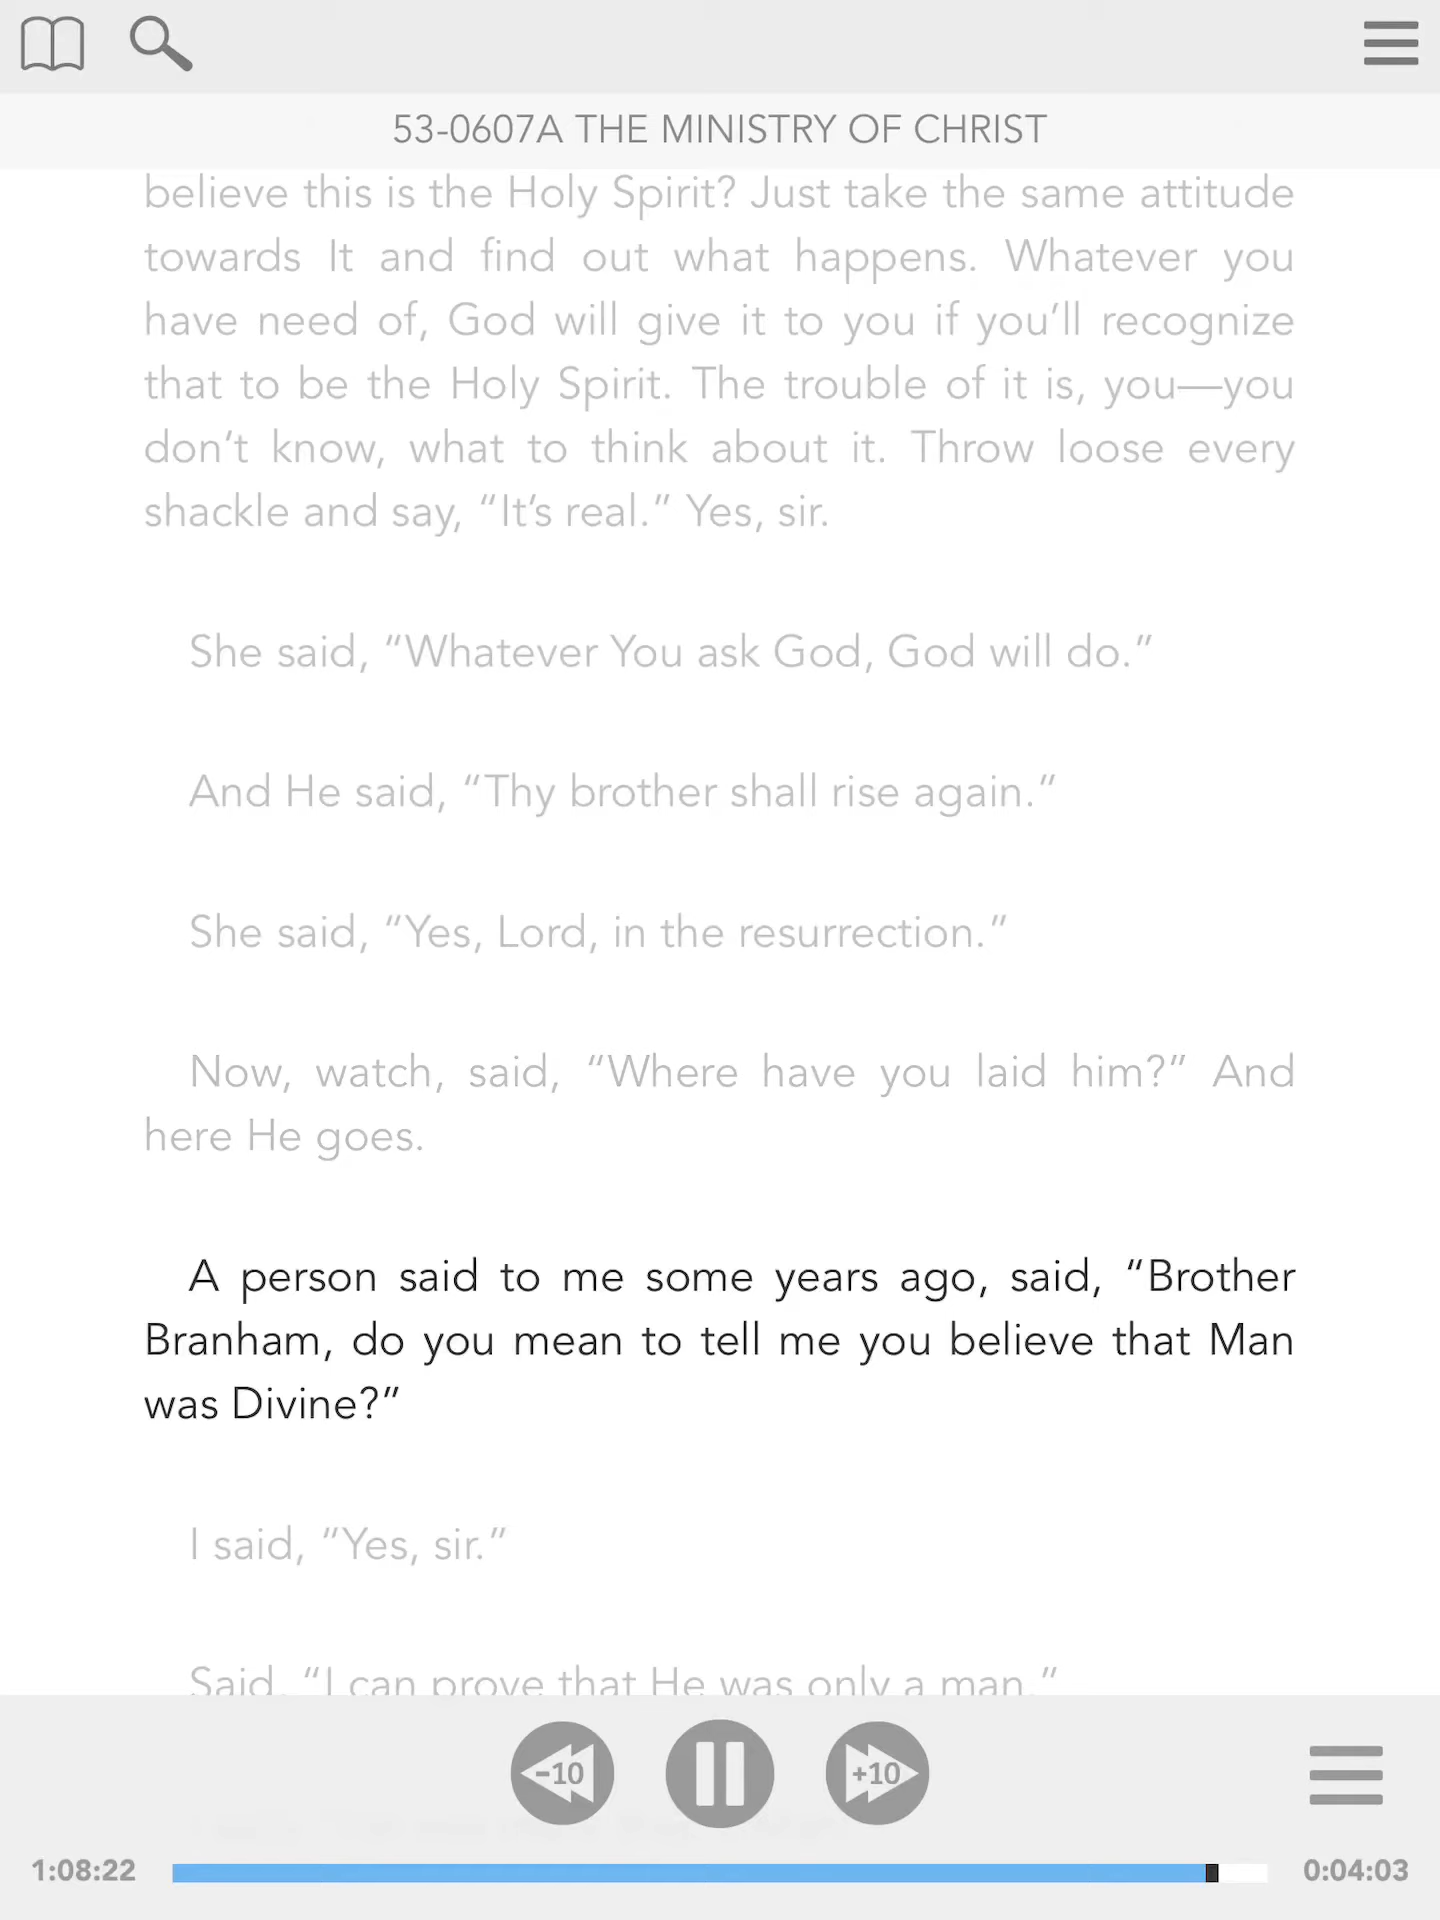 53-0607A THE MINISTRY OF CHRIST
believe this is the Holy Spirit? Just take the same attitude
towards It and find out what happens. Whatever you
have need of, God will give it to you if you’ll recognize
that to be the Holy Spirit. The trouble of it is, you—you
don’t know, what to think about it. Throw loose every
shackle and say, “It’s real.” Yes, sir.
She said, “Whatever You ask God, God will do.”
And He said, “Thy brother shall rise again.”
She said, “Yes, Lord, in the resurrection.”
Now, watch, said, “Where have you laid him?” And
here He goes.
A person said to me some years ago, said, “Brother
Branham, do you mean to tell me you believe that Man
was Divine?”
I said, “Yes, sir.”
Said, “I can prove that He was only a man.”
-10 +10
1:08:22 0:04:03